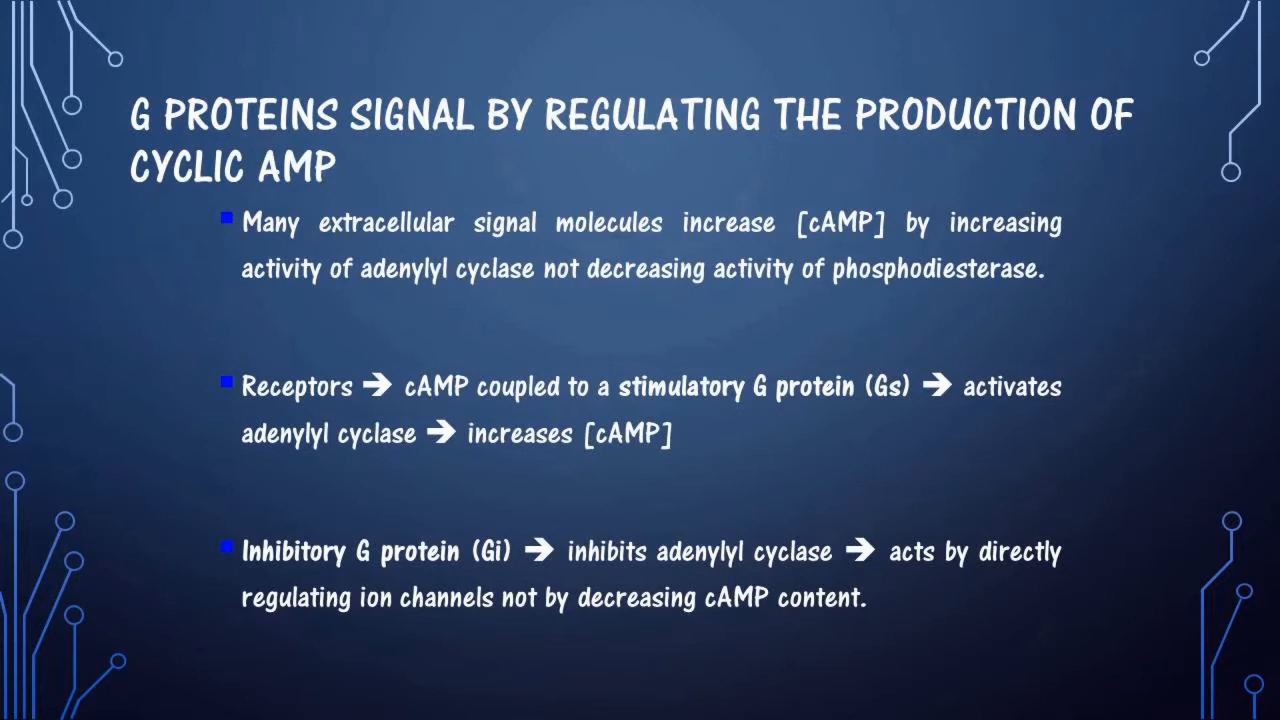 G PROTEINS SIGNAL BY REGULATING THE PRODUCTION OF
CYCLIC AMP
Many extracellular signal molecules increase [cAMP] by increasing
activity of adenylyl cyclase not decreasing activity of phosphodiesterase.
Receptors ➔ cAMP coupled to a stimulatory G protein (Gs) ➔ activates
adenylyl cyclase ➔ increases [cAMP]
Inhibitory G protein (Gi) ➔ inhibits adenylyl cyclase ➔ acts by directly
regulating ion channels not by decreasing cAMP content.